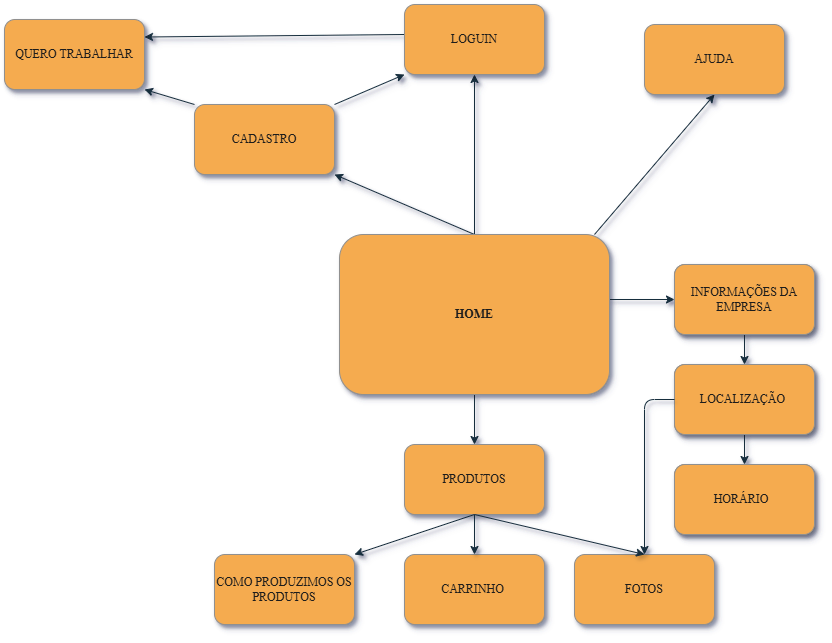 LOGUIN
QUERO TRABALHAR
AJUDA
CADASTRO
HOME
INFORMAÇÕES DA
EMPRESA
LOCALIZAÇÃO
PRODUTOS
HORÁRIO
COMO PRODUZIMOS OS
PRODUTOS
CARRINHO
FOTOS